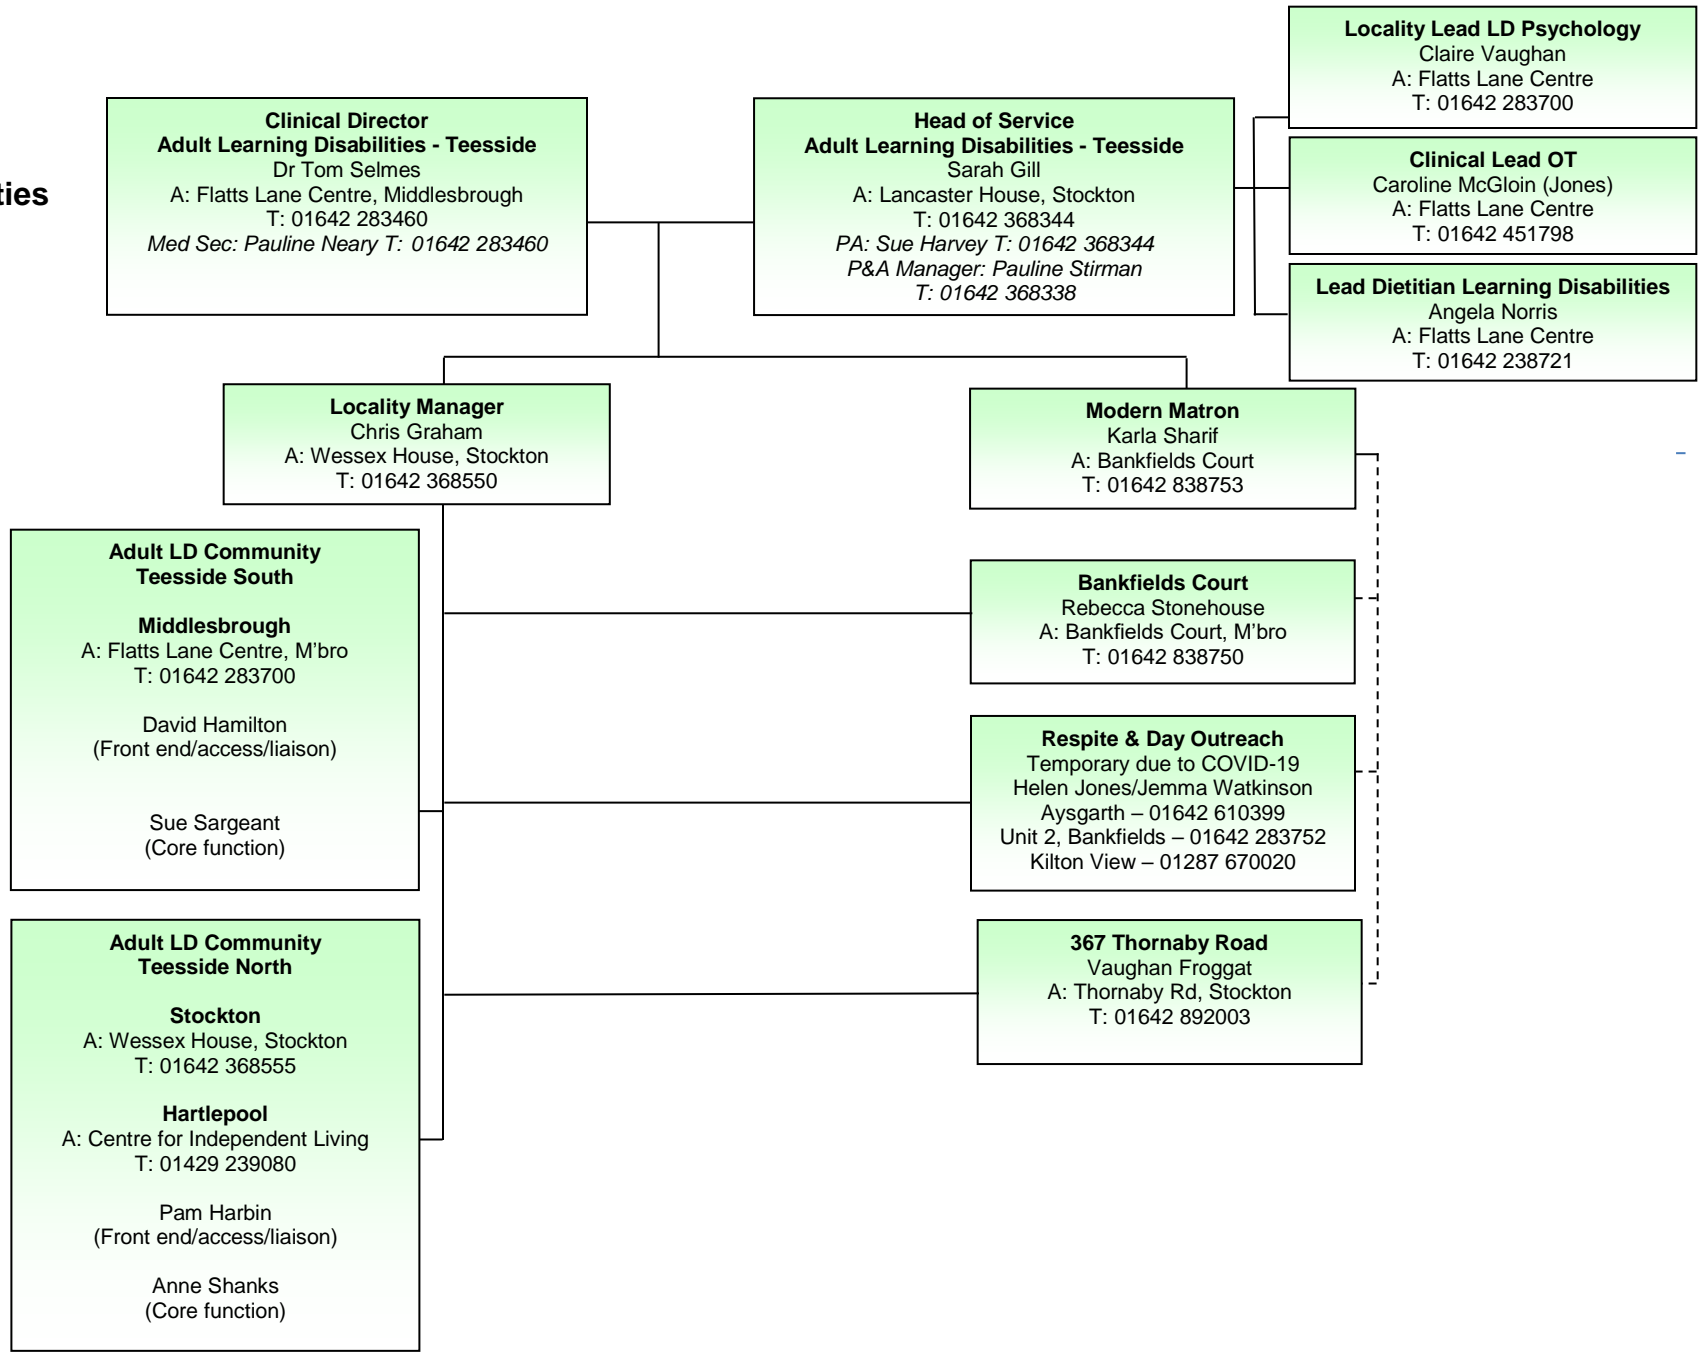 ties
Clinical Director
Adult Learning Disabilities - Teesside
Dr Tom Selmes
A: Flatts Lane Centre, Middlesbrough
T: 01642 283460
Med Sec: Pauline Neary T: 01642 283460
Head of Service
Adult Learning Disabilities - Teesside
Sarah Gill
A: Lancaster House, Stockton
T: 01642 368344
PA: Sue Harvey T: 01642 368344
P&A Manager: Pauline Stirman
T: 01642 368338
Locality Lead LD Psychology
Claire Vaughan
A: Flatts Lane Centre
T: 01642 283700
Clinical Lead OT
Caroline McGloin (Jones)
A: Flatts Lane Centre
T: 01642 451798
Lead Dietitian Learning Disabilities
Angela Norris
A: Flatts Lane Centre
T: 01642 238721
Locality Manager
Chris Graham
A: Wessex House, Stockton
T: 01642 368550
Modern Matron
Karla Sharif
A: Bankfields Court
T: 01642 838753
Adult LD Community
Teesside South
Middlesbrough
A: Flatts Lane Centre, M'bro
T: 01642 283700
David Hamilton
(Front end/access/liaison)
Sue Sargeant
(Core function)
Bankfields Court
Rebecca Stonehouse
A: Bankfields Court, M'bro
T: 01642 838750
Respite & Day Outreach
Temporary due to COVID-19
Helen Jones/Jemma Watkinson
Aysgarth – 01642 610399
Unit 2, Bankfields – 01642 283752
Kilton View – 01287 670020
Adult LD Community
Teesside North
Stockton
A: Wessex House, Stockton
T: 01642 368555
Hartlepool
A: Centre for Independent Living
T: 01429 239080
Pam Harbin
(Front end/access/liaison)
Anne Shanks
(Core function)
367 Thornaby Road
Vaughan Froggat
A: Thornaby Rd, Stockton
T: 01642 892003